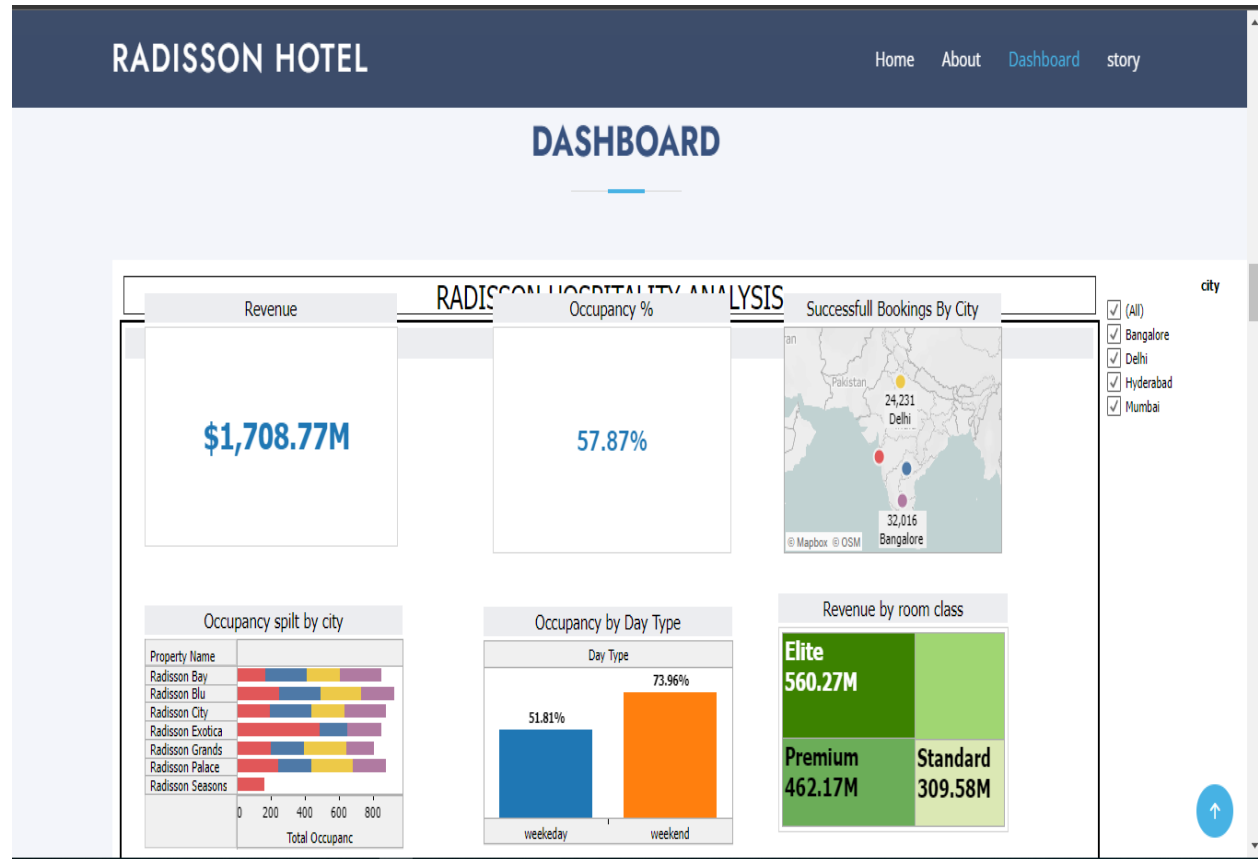 RADISSON HOTEL
Home About Dashboard story
DASHBOARD
RADISSON HOSPITALITY ANALYSIS
city
(All)
Bangalore
Delhi
Hyderabad
Mumbai
Revenue
$1,708.77M
Occupancy %
57.87%
Successfull Bookings By City
an
Pakistan
24,231
Delhi
32,016
Bangalore
© Mapbox © OSM
Occupancy spilt by city
Property Name
Radisson Bay
Radisson Blu
Radisson City
Radisson Exotica
Radisson Grands
Radisson Palace
Radisson Seasons
0 200 400 600 800
Total Occupanc
Occupancy by Day Type
Day Type
51.81%
73.96%
weekeday weekend
Revenue by room class
Elite
560.27M
Premium
462.17M
Standard
309.58M